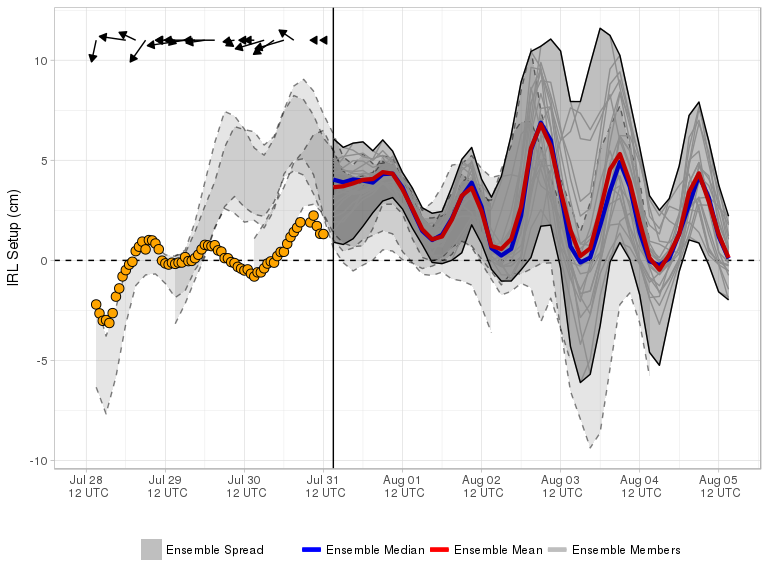 IRL Setup (cm)
10
5
0
-5
-10
Jul 28 Jul 29 Jul 30 Jul 31 Aug 01 Aug 02 Aug 03 Aug 04 Aug 05
12 UTC 12 UTC 12 UTC 12 UTC 12 UTC 12 UTC 12 UTC 12 UTC 12 UTC
Ensemble Spread Ensemble Median Ensemble Mean Ensemble Members